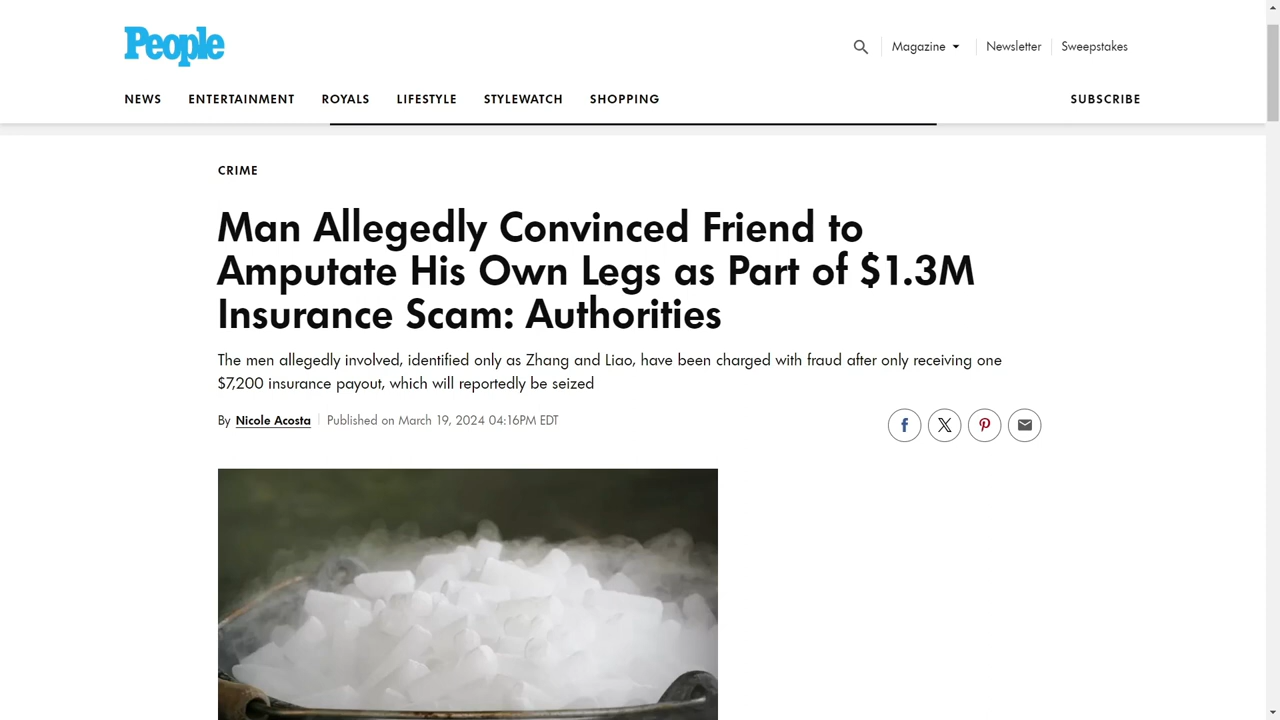 People
Magazine
Newsletter
Sweepstakes
NEWS
ENTERTAINMENT
ROYALS
LIFESTYLE
STYLEWATCH
SHOPPING
SUBSCRIBE
CRIME
Man Allegedly Convinced Friend to
Amputate His Own Legs as Part of $1.3M
Insurance Scam: Authorities
The men allegedly involved, identified only as Zhang and Liao, have been charged with fraud after only receiving one
$7,200 insurance payout, which will reportedly be seized
By Nicole Acosta
Published on March 19, 2024 04:16PM EDT